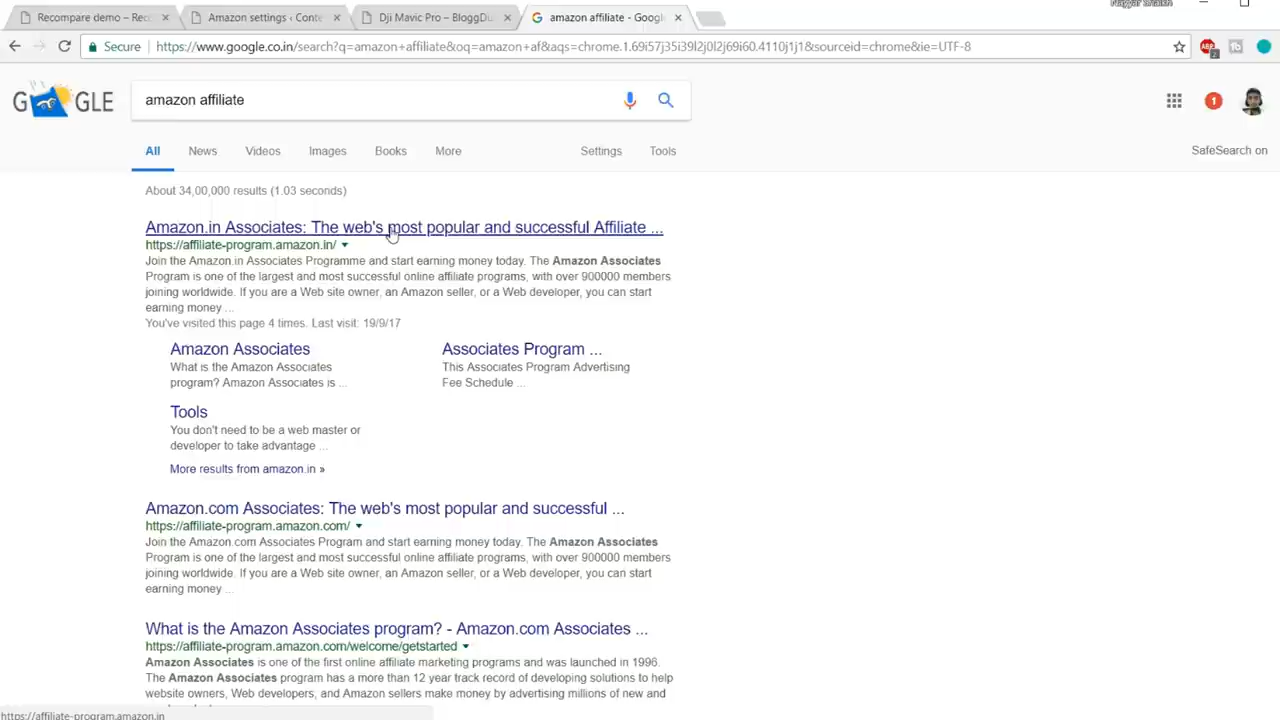 Recompare demo – Rec
Amazon settings ‹ Conte
Dji Mavic Pro – BloggDu
amazon affiliate - Googl
Secure
https://www.google.co.in/search?q=amazon+affiliate&oq=amazon+af&aqs=chrome.1.69i57j35i39l2j0l2j69i60.4110j1j1&sourceid=chrome&ie=UTF-8
ABP
2
GOOGLE
amazon affiliate
1
All
News
Videos
Images
Books
More
Settings
Tools
SafeSearch on
About 34,00,000 results (1.03 seconds)
Amazon.in Associates: The web's most popular and successful Affiliate ...
https://affiliate-program.amazon.in/
Join the Amazon.in Associates Programme and start earning money today. The Amazon Associates
Program is one of the largest and most successful online affiliate programs, with over 900000 members
joining worldwide. If you are a Web site owner, an Amazon seller, or a Web developer, you can start
earning money ...
You've visited this page 4 times. Last visit: 19/9/17
Amazon Associates
What is the Amazon Associates
program? Amazon Associates is ...
Associates Program ...
This Associates Program Advertising
Fee Schedule ...
Tools
You don't need to be a web master or
developer to take advantage ...
More results from amazon.in »
Amazon.com Associates: The web's most popular and successful ...
https://affiliate-program.amazon.com/
Join the Amazon.com Associates Program and start earning money today. The Amazon Associates
Program is one of the largest and most successful online affiliate programs, with over 900000 members
joining worldwide. If you are a Web site owner, an Amazon seller, or a Web developer, you can start
earning money ...
What is the Amazon Associates program? - Amazon.com Associates ...
https://affiliate-program.amazon.com/welcome/getstarted
Amazon Associates is one of the first online affiliate marketing programs and was launched in 1996.
The Amazon Associates program has a more than 12 year track record of developing solutions to help
website owners, Web developers, and Amazon sellers make money by advertising millions of new and
https://affiliate-program.amazon.in